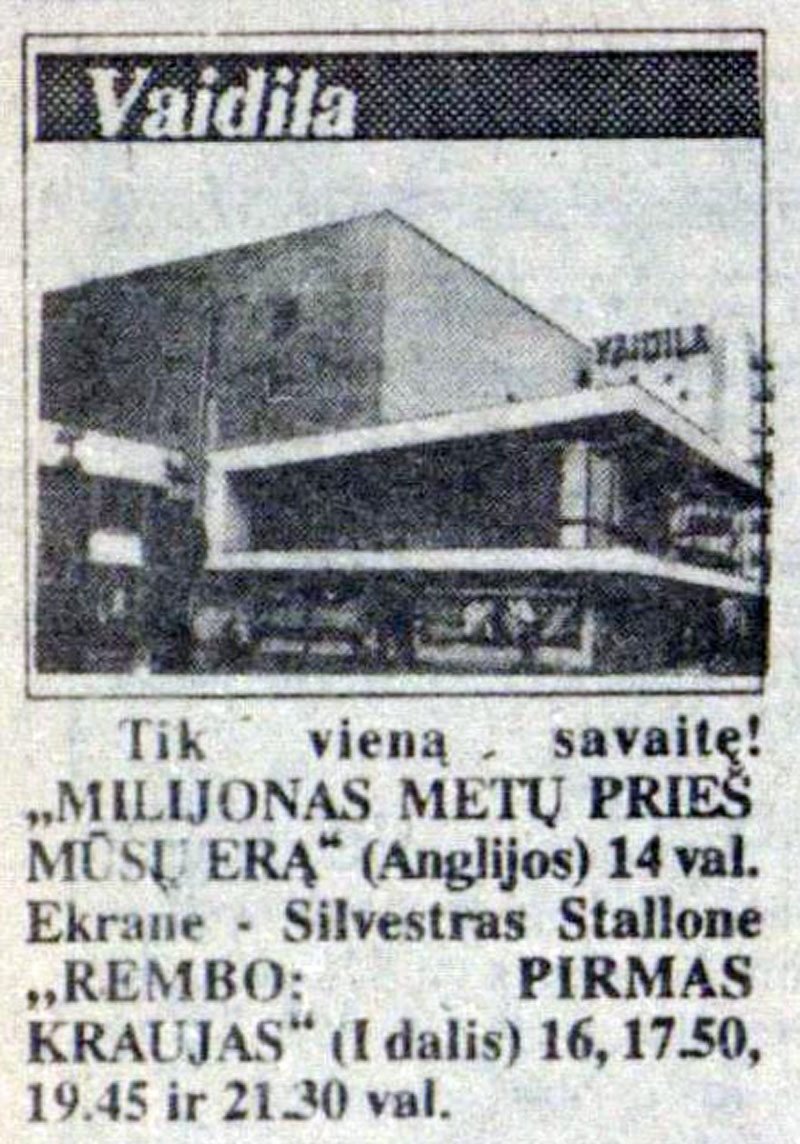 Vaidila
VAIDILA
Tik vieną savaitę!
„MILIJONAS METŲ PRIEŠ
MŪSŲ ERĄ“ (Anglijos) 14 val.
Ekrane - Silvestras Stallone
„REMBO: PIRMAS
KRAUJAS“ (I dalis) 16, 17.50,
19.45 ir 21.30 val.